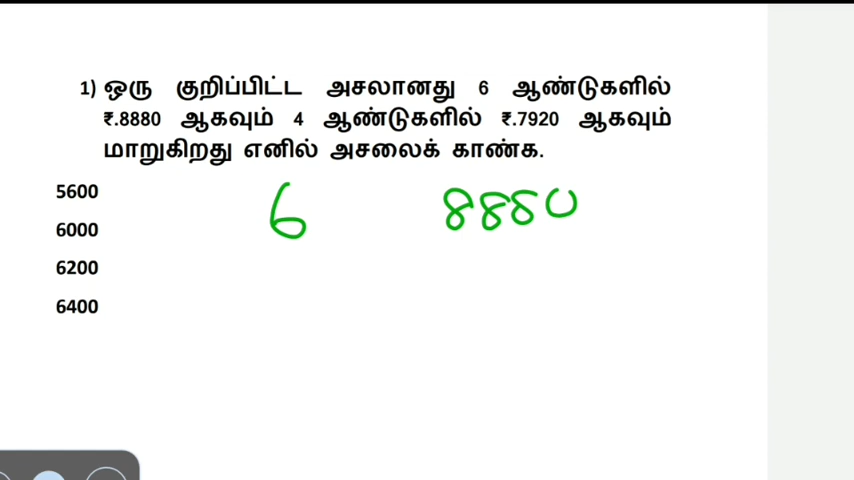 1) ஒரு குறிப்பிட்ட அசலானது 6 ஆண்டுகளில்
₹.8880 ஆகவும் 4 ஆண்டுகளில் ₹.7920 ஆகவும்
மாறுகிறது எனில் அசலைக் காண்க.
5600
6000
6200
6400
6 8880